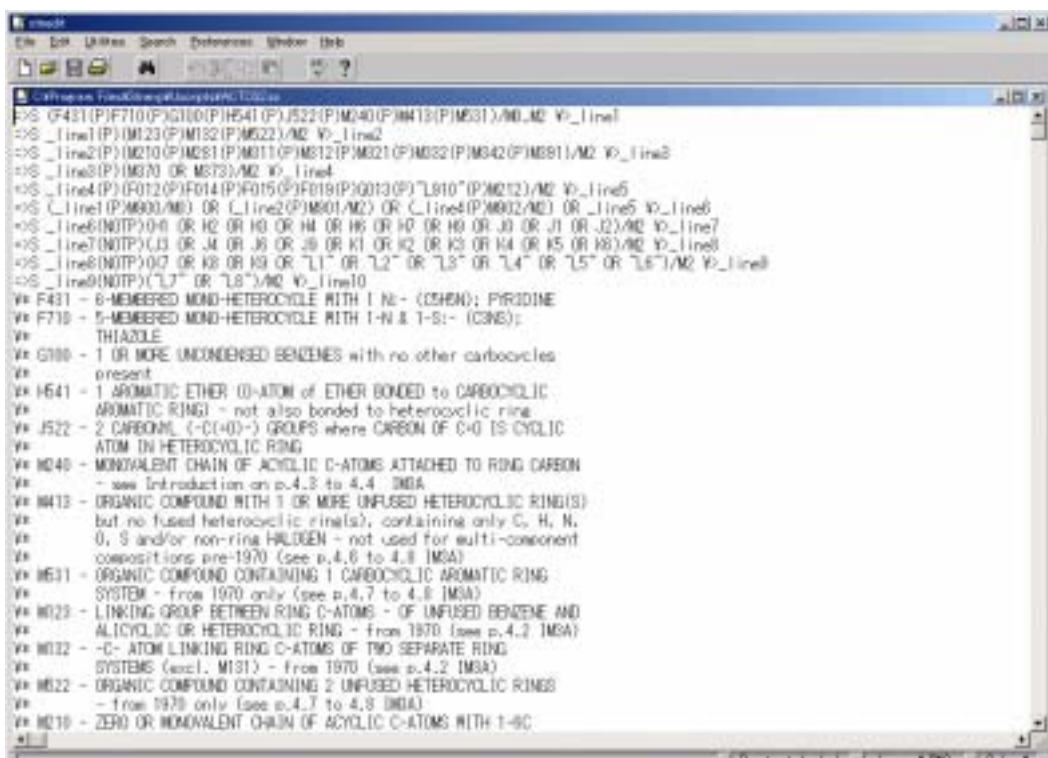 stnedit
File Edit Utilities Search Preferences Window Help
=>S (F431(P)F710(P)G100(P)H541(P)J522(P)M240(P)M413(P)M531)/M0,M2 ¥>_line1
=>S _line1(P)(M123(P)M132(P)M522)/M2 ¥>_line2
=>S _line2(P)(M210(P)M281(P)M311(P)M312(P)M321(P)M332(P)M342(P)M391)/M2 ¥>_line3
=>S _line3(P)(M370 OR M373)/M2 ¥>_line4
=>S _line4(P)(F012(P)F014(P)F015(P)F019(P)G013(P)"L910"(P)M212)/M2 ¥>_line5
=>S (_line1(P)M900/M0) OR (_line2(P)M901/M2) OR (_line4(P)M902/M2) OR _line5 ¥>_line6
=>S _line6(NOTP)(H1 OR H2 OR H3 OR H4 OR H6 OR H7 OR H8 OR H9 OR J0 OR J1 OR J2)/M2 ¥>_line7
=>S _line7(NOTP)(J3 OR J4 OR J6 OR J9 OR K1 OR K2 OR K3 OR K4 OR K5 OR K6)/M2 ¥>_line8
=>S _line8(NOTP)(K7 OR K8 OR K9 OR "L1" OR "L2" OR "L3" OR "L4" OR "L5" OR "L6")/M2 ¥>_line9
=>S _line9(NOTP)("L7" OR "L8")/M2 ¥>_line10
¥* F431 - 6-MEMBERED MONO-HETEROCYCLE WITH 1 N:- (C5H5N); PYRIDINE
¥* F710 - 5-MEMBERED MONO-HETEROCYCLE WITH 1-N & 1-S:- (C3NS);
¥* THIAZOLE
¥* G100 - 1 OR MORE UNCONDENSED BENZENES with no other carbocycles
¥* present
¥* H541 - 1 AROMATIC ETHER (O-ATOM of ETHER BONDED to CARBOCYCLIC
¥* AROMATIC RING) - not also bonded to heterocyclic ring
¥* J522 - 2 CARBONYL (-C(=O)-) GROUPS where CARBON OF C=O IS CYCLIC
¥* ATOM IN HETEROCYCLIC RING
¥* M240 - MONOVALENT CHAIN OF ACYCLIC C-ATOMS ATTACHED TO RING CARBON
¥* - see Introduction on p.4.3 to 4.4 IM3A
¥* M413 - ORGANIC COMPOUND WITH 1 OR MORE UNFUSED HETEROCYCLIC RING(S)
¥* but no fused heterocyclic ring(s), containing only C, H, N,
¥* O, S and/or non-ring HALOGEN - not used for multi-component
¥* compositions pre-1970 (see p.4.6 to 4.8 IM3A)
¥* M531 - ORGANIC COMPOUND CONTAINING 1 CARBOCYCLIC AROMATIC RING
¥* SYSTEM - from 1970 only (see p.4.7 to 4.8 IM3A)
¥* M123 - LINKING GROUP BETWEEN RING C-ATOMS - OF UNFUSED BENZENE AND
¥* ALICYCLIC OR HETEROCYCLIC RING - from 1970 (see p.4.2 IM3A)
¥* M132 - -C- ATOM LINKING RING C-ATOMS OF TWO SEPARATE RING
¥* SYSTEMS (excl. M131) - from 1970 (see p.4.2 IM3A)
¥* M522 - ORGANIC COMPOUND CONTAINING 2 UNFUSED HETEROCYCLIC RINGS
¥* - from 1970 only (see p.4.7 to 4.8 IM3A)
¥* M210 - ZERO OR MONOVALENT CHAIN OF ACYCLIC C-ATOMS WITH 1-6C